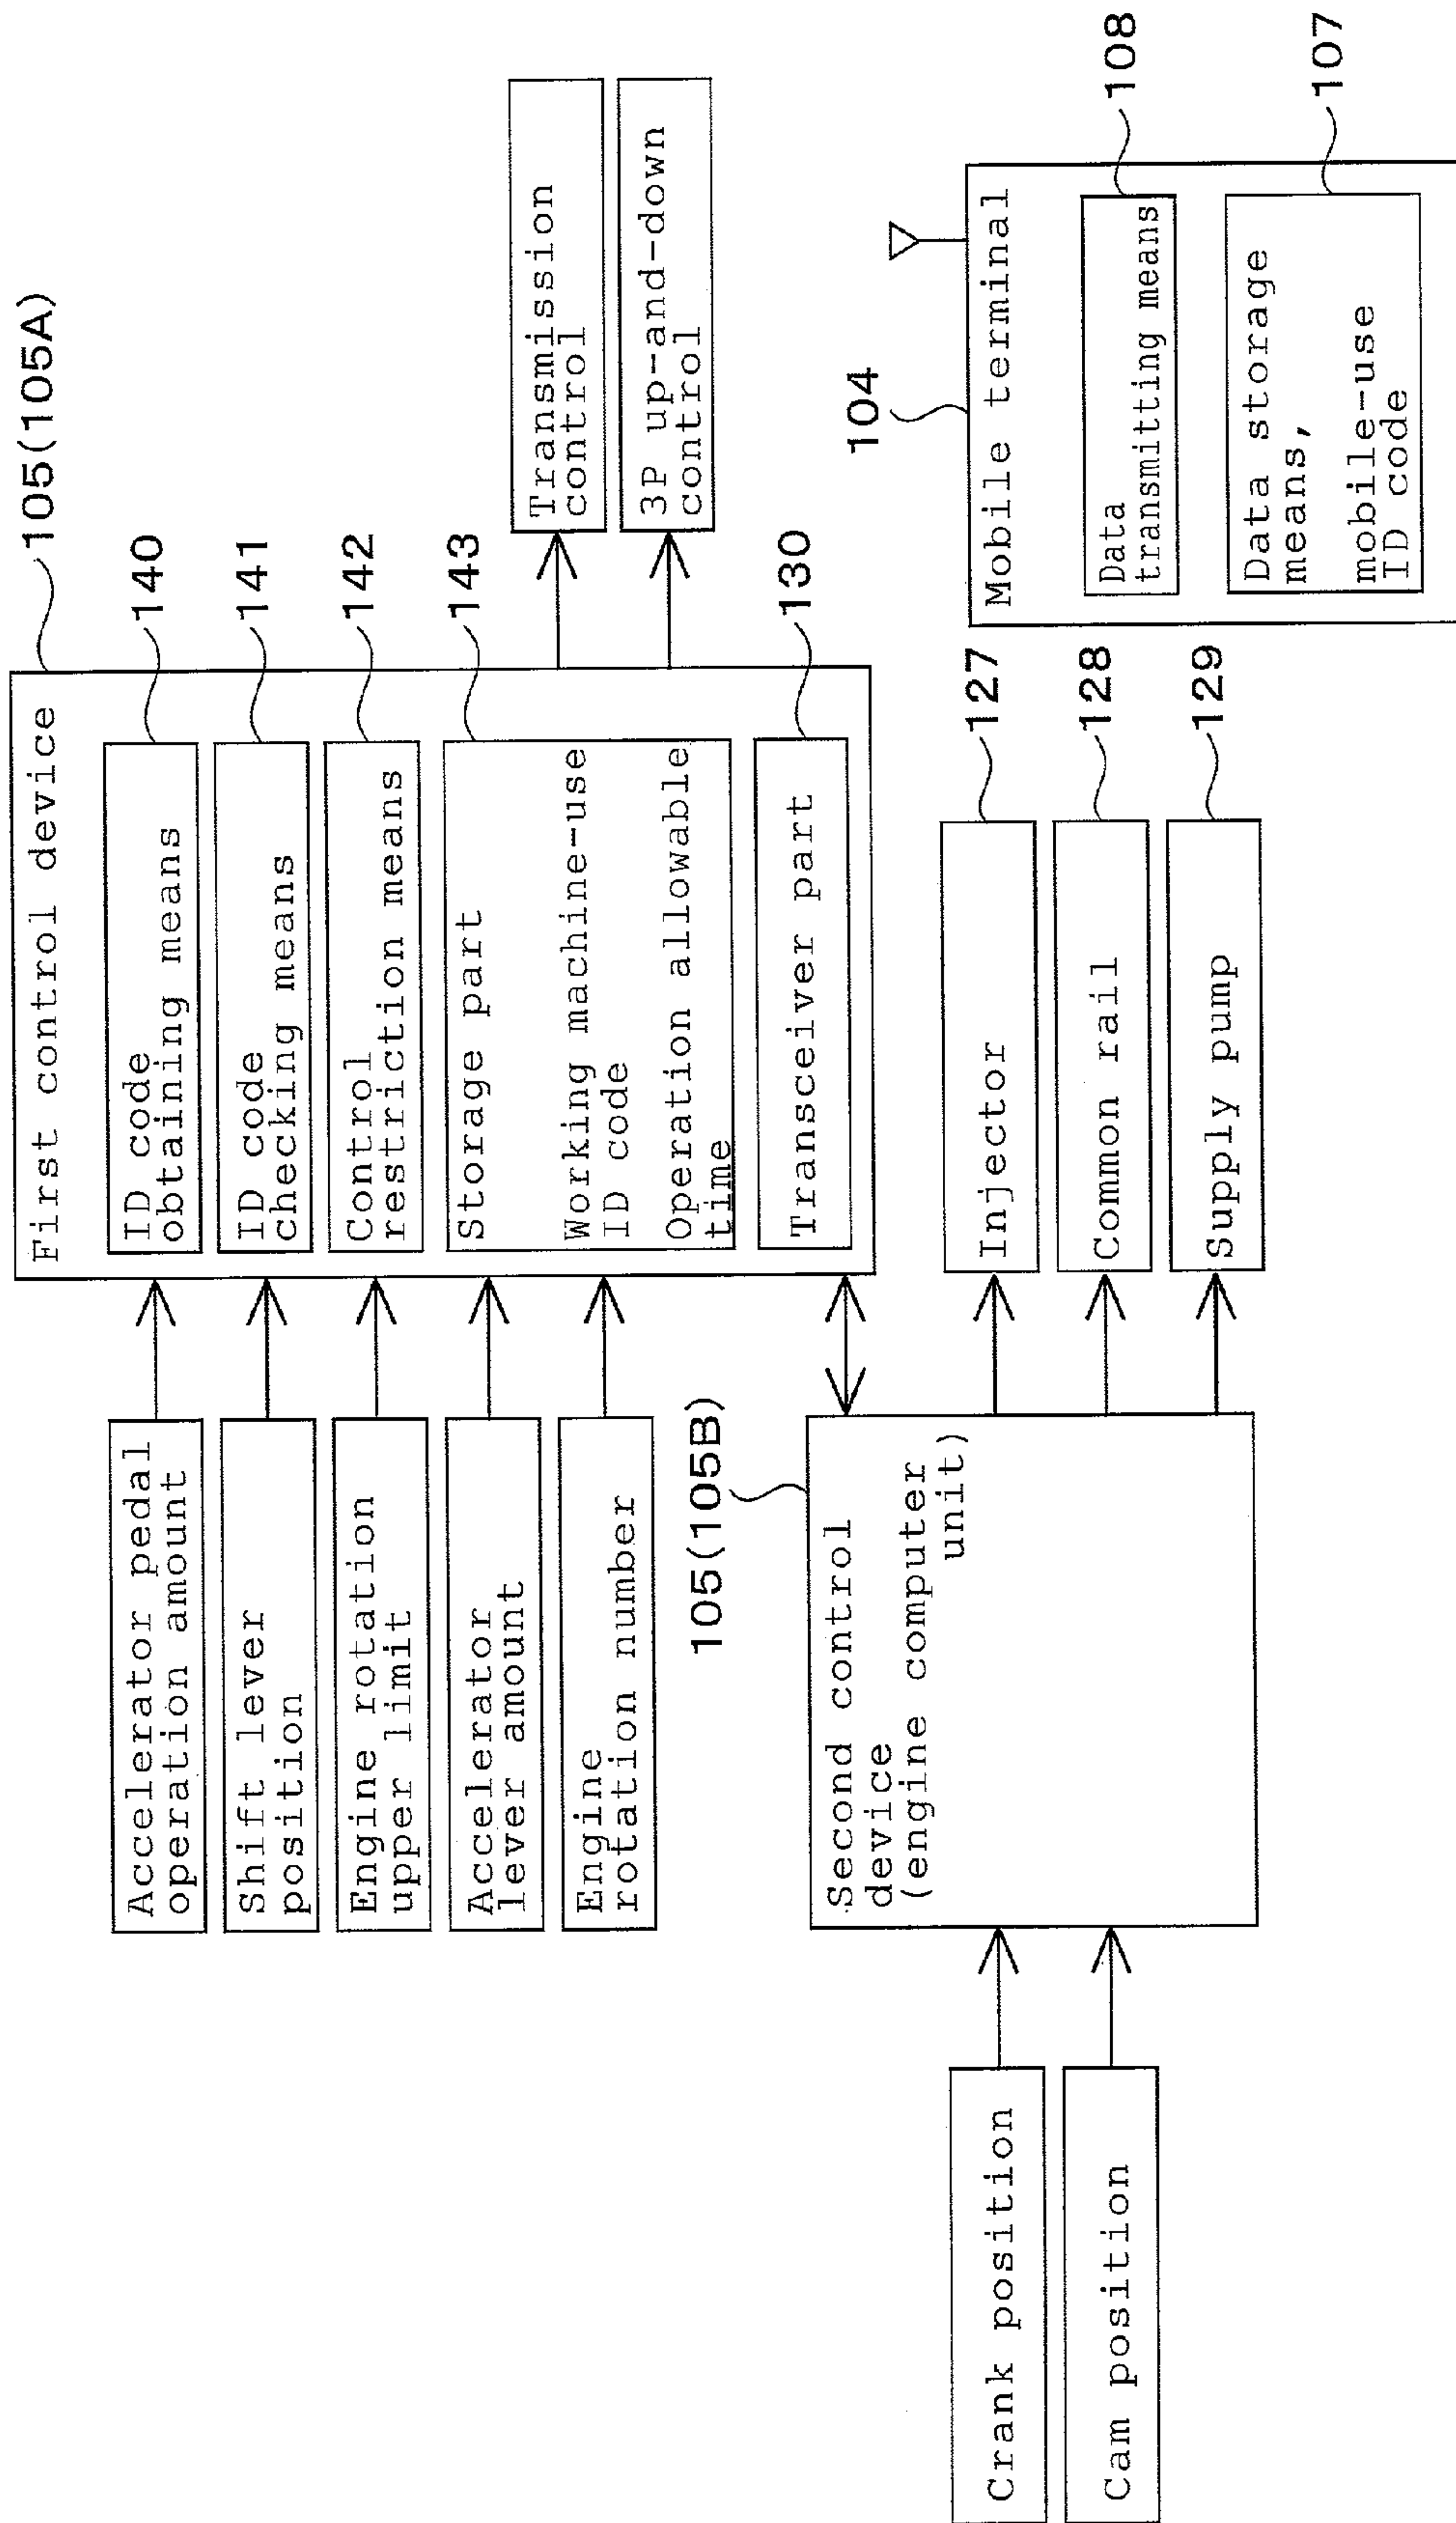 105(105A)
First control device
ID code
obtaining means
140
ID code
checking means
141
Control
restriction means
142
Storage part
143
Working machine-use
ID code
Operation allowable
time
Transceiver part
130
Accelerator pedal
operation amount
Shift lever
position
Engine rotation
upper limit
Accelerator
lever amount
Engine
rotation number
Transmission
control
3P up-and-down
control
105(105B)
Second control
device
(engine computer
unit)
Crank position
Cam position
Injector
127
Common rail
128
Supply pump
129
104
Mobile terminal
Data
transmitting means
108
Data storage
means,
mobile-use
ID code
107